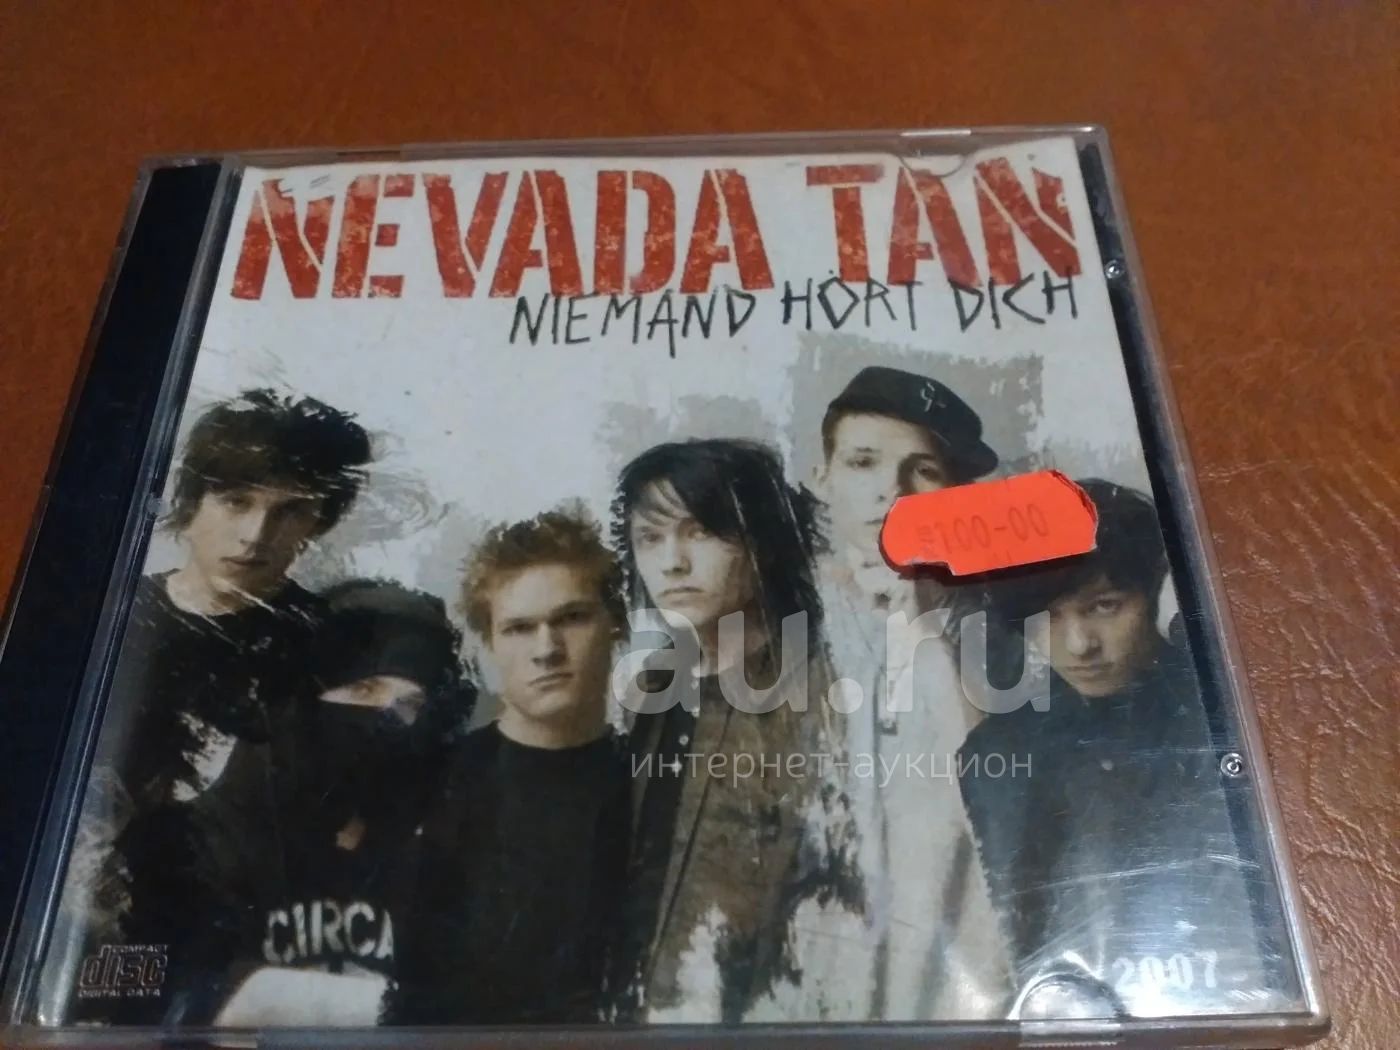 NEVADA TAN
NIEMAND HÖRT DICH
100-00
au.ru
интернет-аукцион
CIRCA
COMPACT
disc
DIGITAL DATA
2007